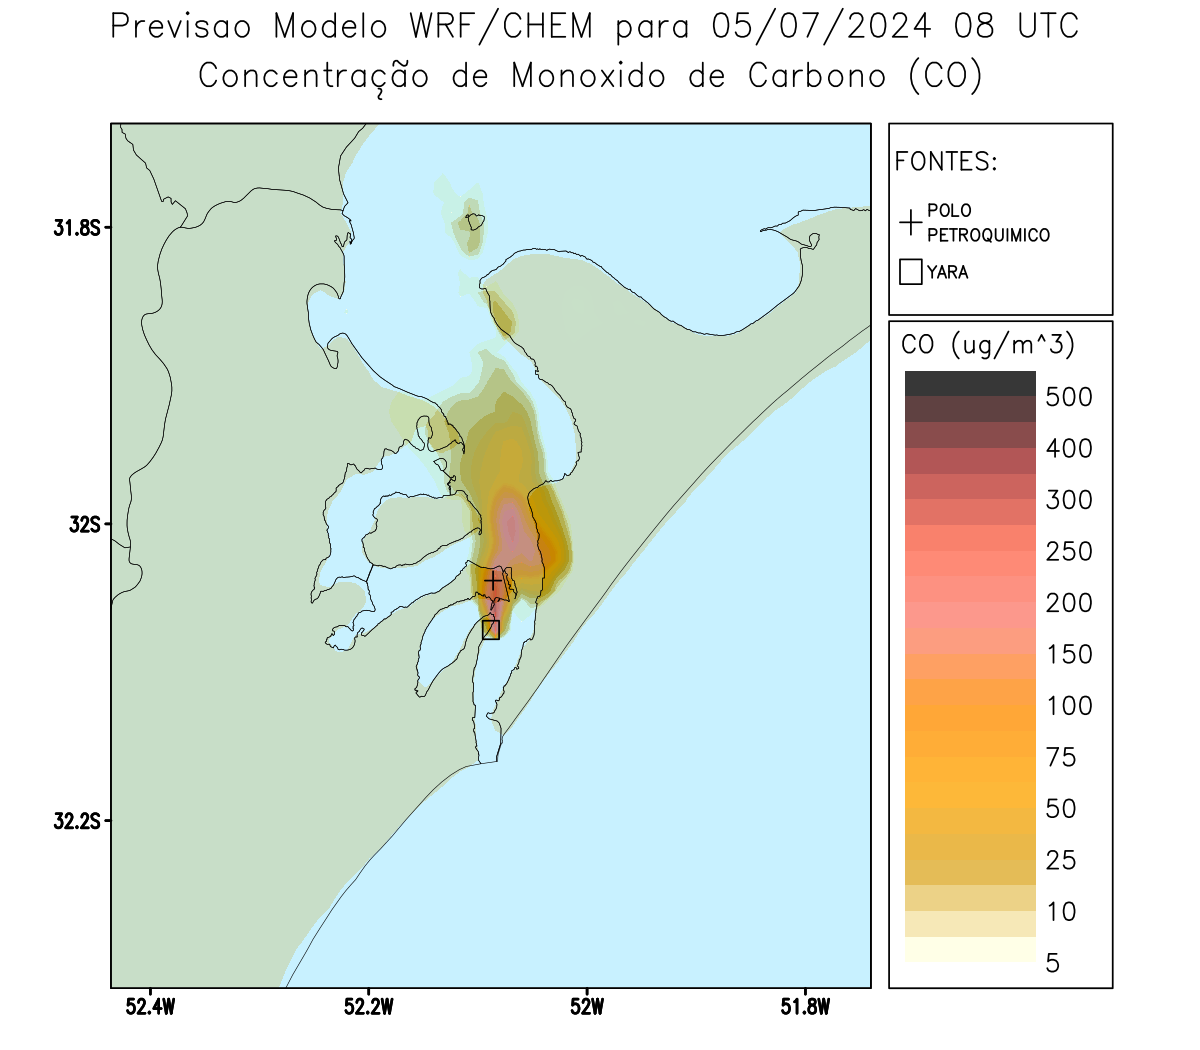 Previsao Modelo WRF/CHEM para 05/07/2024 08 UTC
Concentração de Monoxido de Carbono (CO)
FONTES:
POLO
PETROQUIMICO
YARA
CO (ug/m^3)
500
400
300
250
200
150
100
75
50
25
10
5
31.8S
32S
32.2S
52.4W
52.2W
52W
51.8W